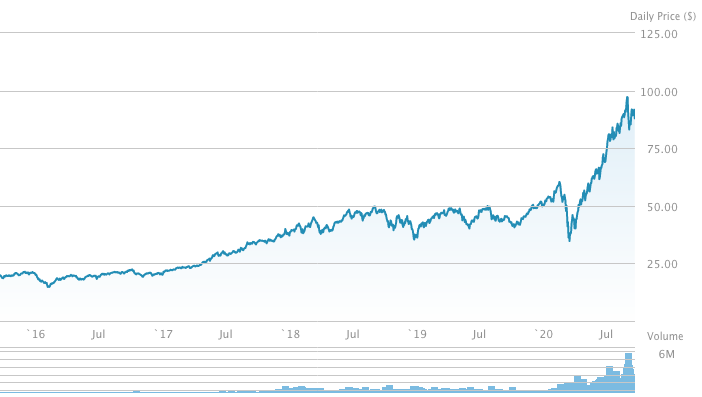 Daily Price ($)
125.00
100.00
75.00
50.00
25.00
`16 Jul `17 Jul `18 Jul `19 Jul `20 Jul
Volume
6M